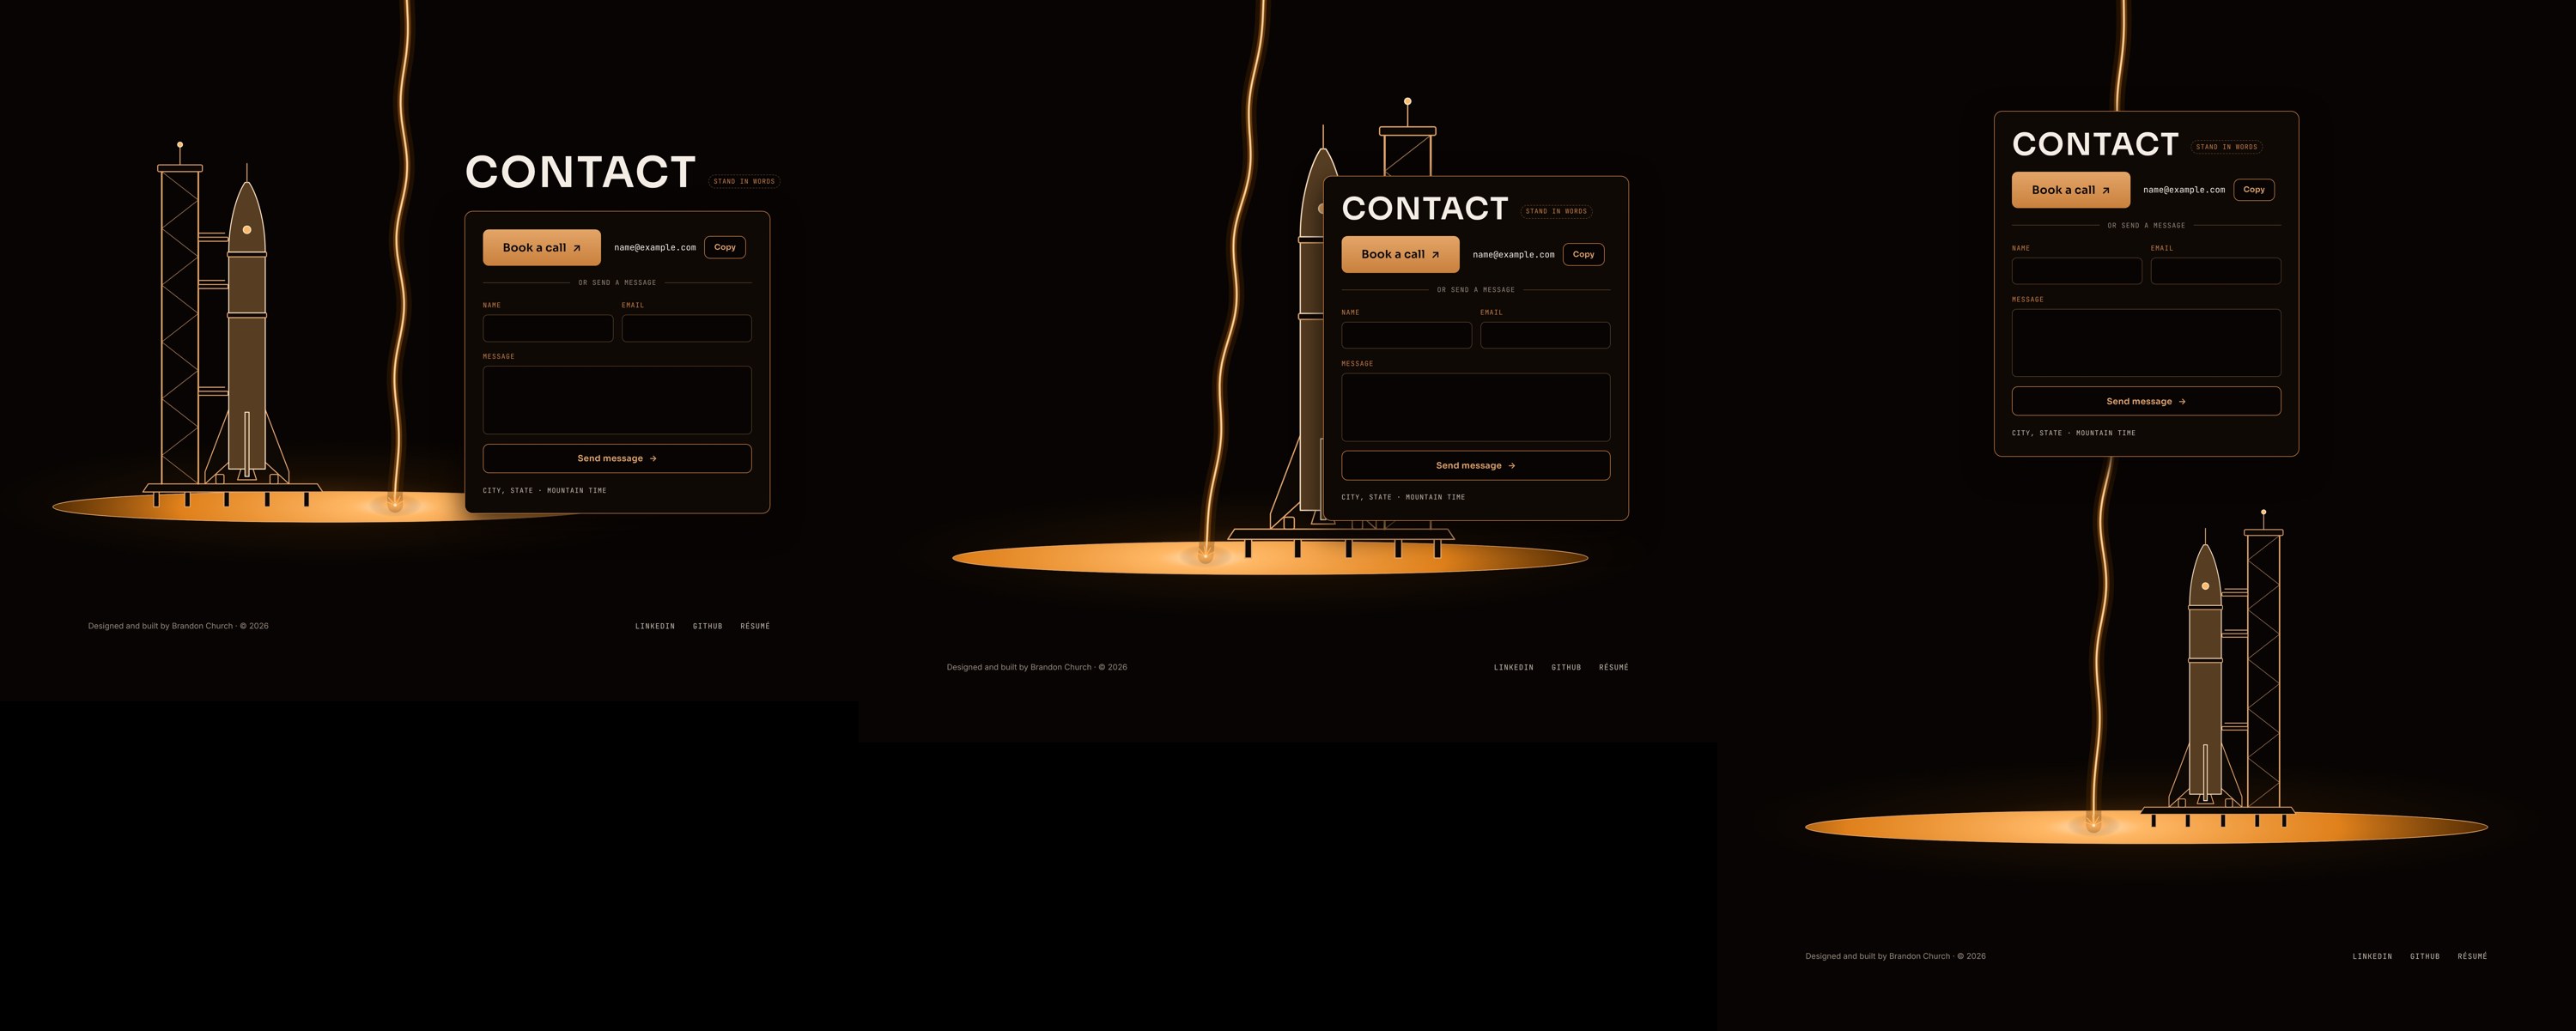 CONTACT STAND IN WORDS
Book a call ↗ name@example.com Copy
OR SEND A MESSAGE
NAME EMAIL
MESSAGE
Send message →
CITY, STATE · MOUNTAIN TIME
Designed and built by Brandon Church · © 2026 LINKEDIN GITHUB RÉSUMÉ
CONTACT STAND IN WORDS
Book a call ↗ name@example.com Copy
OR SEND A MESSAGE
NAME EMAIL
MESSAGE
Send message →
CITY, STATE · MOUNTAIN TIME
Designed and built by Brandon Church · © 2026 LINKEDIN GITHUB RÉSUMÉ
CONTACT STAND IN WORDS
Book a call ↗ name@example.com Copy
OR SEND A MESSAGE
NAME EMAIL
MESSAGE
Send message →
CITY, STATE · MOUNTAIN TIME
Designed and built by Brandon Church · © 2026 LINKEDIN GITHUB RÉSUMÉ